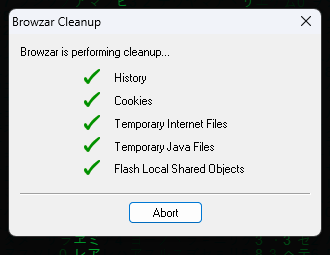 Browzar Cleanup
Browzar is performing cleanup...
History
Cookies
Temporary Internet Files
Temporary Java Files
Flash Local Shared Objects
Abort